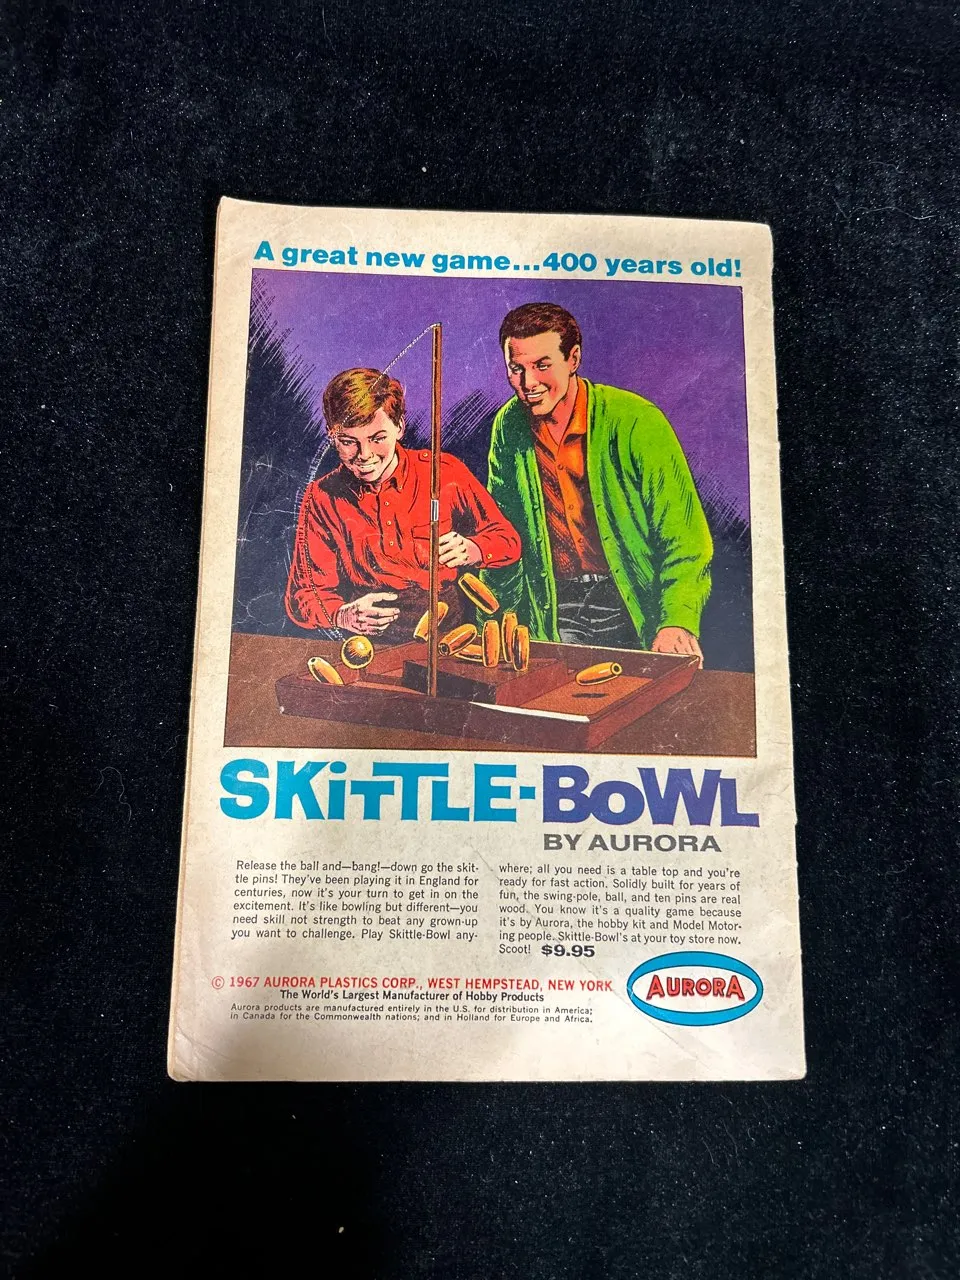 A great new game...400 years old!
SKiTTLE-BoWL
BY AURORA
Release the ball and—bang!—down go the skit-
tle pins! They've been playing it in England for
centuries, now it's your turn to get in on the
excitement. It's like bowling but different—you
need skill not strength to beat any grown-up
you want to challenge. Play Skittle-Bowl any-
where; all you need is a table top and you're
ready for fast action. Solidly built for years of
fun, the swing-pole, ball, and ten pins are real
wood. You know it's a quality game because
it's by Aurora, the hobby kit and Model Motor-
ing people. Skittle-Bowl's at your toy store now.
Scoot! $9.95
© 1967 AURORA PLASTICS CORP., WEST HEMPSTEAD, NEW YORK
The World's Largest Manufacturer of Hobby Products
Aurora products are manufactured entirely in the U.S. for distribution in America;
in Canada for the Commonwealth nations; and in Holland for Europe and Africa.
AURORA